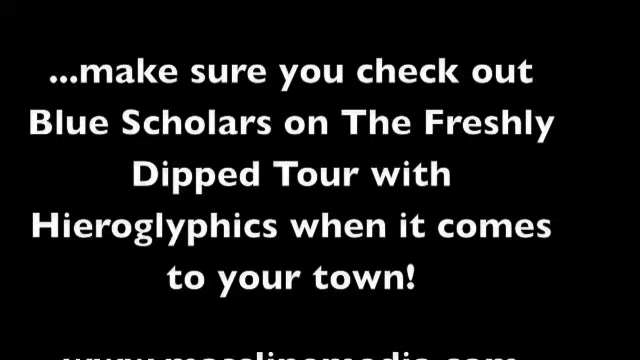 ...make sure you check out
Blue Scholars on The Freshly
Dipped Tour with
Hieroglyphics when it comes
to your town!